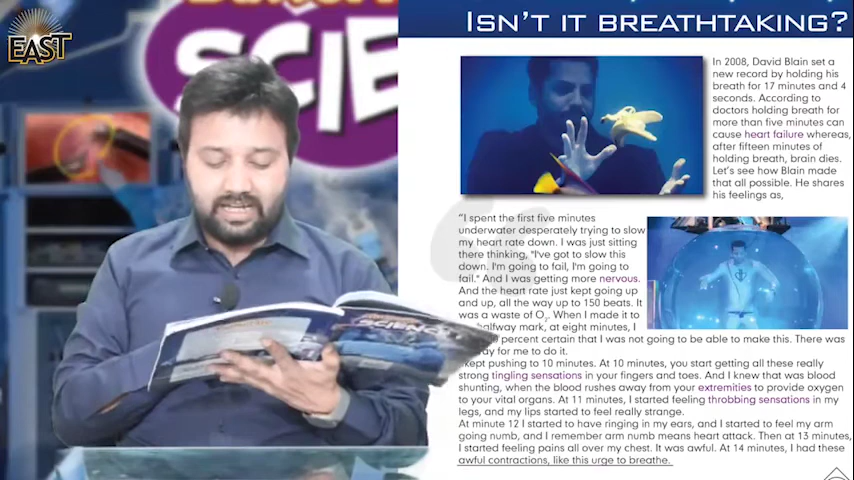 EAST
SCIE
SCIENCE
ISN'T IT BREATHTAKING?
In 2008, David Blain set a
new record by holding his
breath for 17 minutes and 4
seconds. According to
doctors holding breath for
more than five minutes can
cause heart failure whereas,
after fifteen minutes of
holding breath, brain dies.
Let's see how Blain made
that all possible. He shares
his feelings as,
"I spent the first five minutes
underwater desperately trying to slow
my heart rate down. I was just sitting
there thinking, "I've got to slow this
down. I'm going to fail, I'm going to
fail." And I was getting more nervous.
And the heart rate just kept going up
and up, all the way up to 150 beats. It
was a waste of O₂. When I made it to
halfway mark, at eight minutes, I
percent certain that I was not going to be able to make this. There was
way for me to do it.
kept pushing to 10 minutes. At 10 minutes, you start getting all these really
strong tingling sensations in your fingers and toes. And I knew that was blood
shunting, when the blood rushes away from your extremities to provide oxygen
to your vital organs. At 11 minutes, I started feeling throbbing sensations in my
legs, and my lips started to feel really strange.
At minute 12 I started to have ringing in my ears, and I started to feel my arm
going numb, and I remember arm numb means heart attack. Then at 13 minutes,
I started feeling pains all over my chest. It was awful. At 14 minutes, I had these
awful contractions, like this urge to breathe.